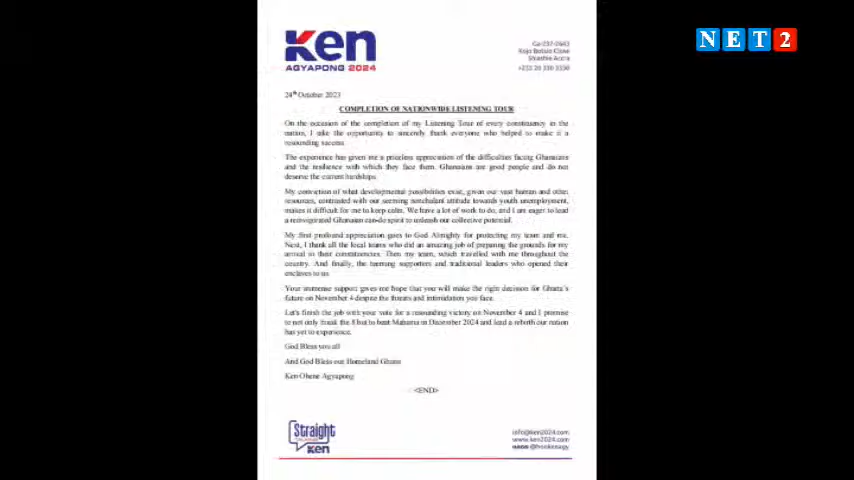 NET2
Ken
AGYAPONG 2024
Kojo Botsio Close
Shiashie Accra
24th October 2023
COMPLETION OF NATIONWIDE LISTENING TOUR
On the occasion of the completion of my Listening Tour of every constituency in the
nation, I take the opportunity to sincerely thank everyone who helped to make it a
resounding success.
The experience has given me a priceless appreciation of the difficulties facing Ghanaians
and the resilience with which they face them. Ghanaians are good people and do not
deserve the current hardships.
My conviction of what developmental possibilities exist, given our vast human and other
resources, contrasted with our seeming nonchalant attitude towards youth unemployment,
makes it difficult for me to keep calm. We have a lot of work to do, and I am eager to lead
a reinvigorated Ghanaian can-do spirit to unleash our collective potential.
My first profound appreciation goes to God Almighty for protecting my team and me.
Next, I thank all the local teams who did an amazing job of preparing the grounds for my
arrival in their constituencies. Then my team, which travelled with me throughout the
country. And finally, the teeming supporters and traditional leaders who opened their
enclaves to us.
Your immense support gives me hope that you will make the right decision for Ghana's
future on November 4 despite the threats and intimidation you face.
Let's finish the job with your vote for a resounding victory on November 4 and I promise
to not only break the 8 but to beat Mahama in December 2024 and lead a rebirth our nation
has yet to experience.
God Bless you all
And God Bless our Homeland Ghana
Ken Ohene Agyapong
<END>
Straight
Ken
info@ken2024.com
www.ken2024.com
@honkenagy